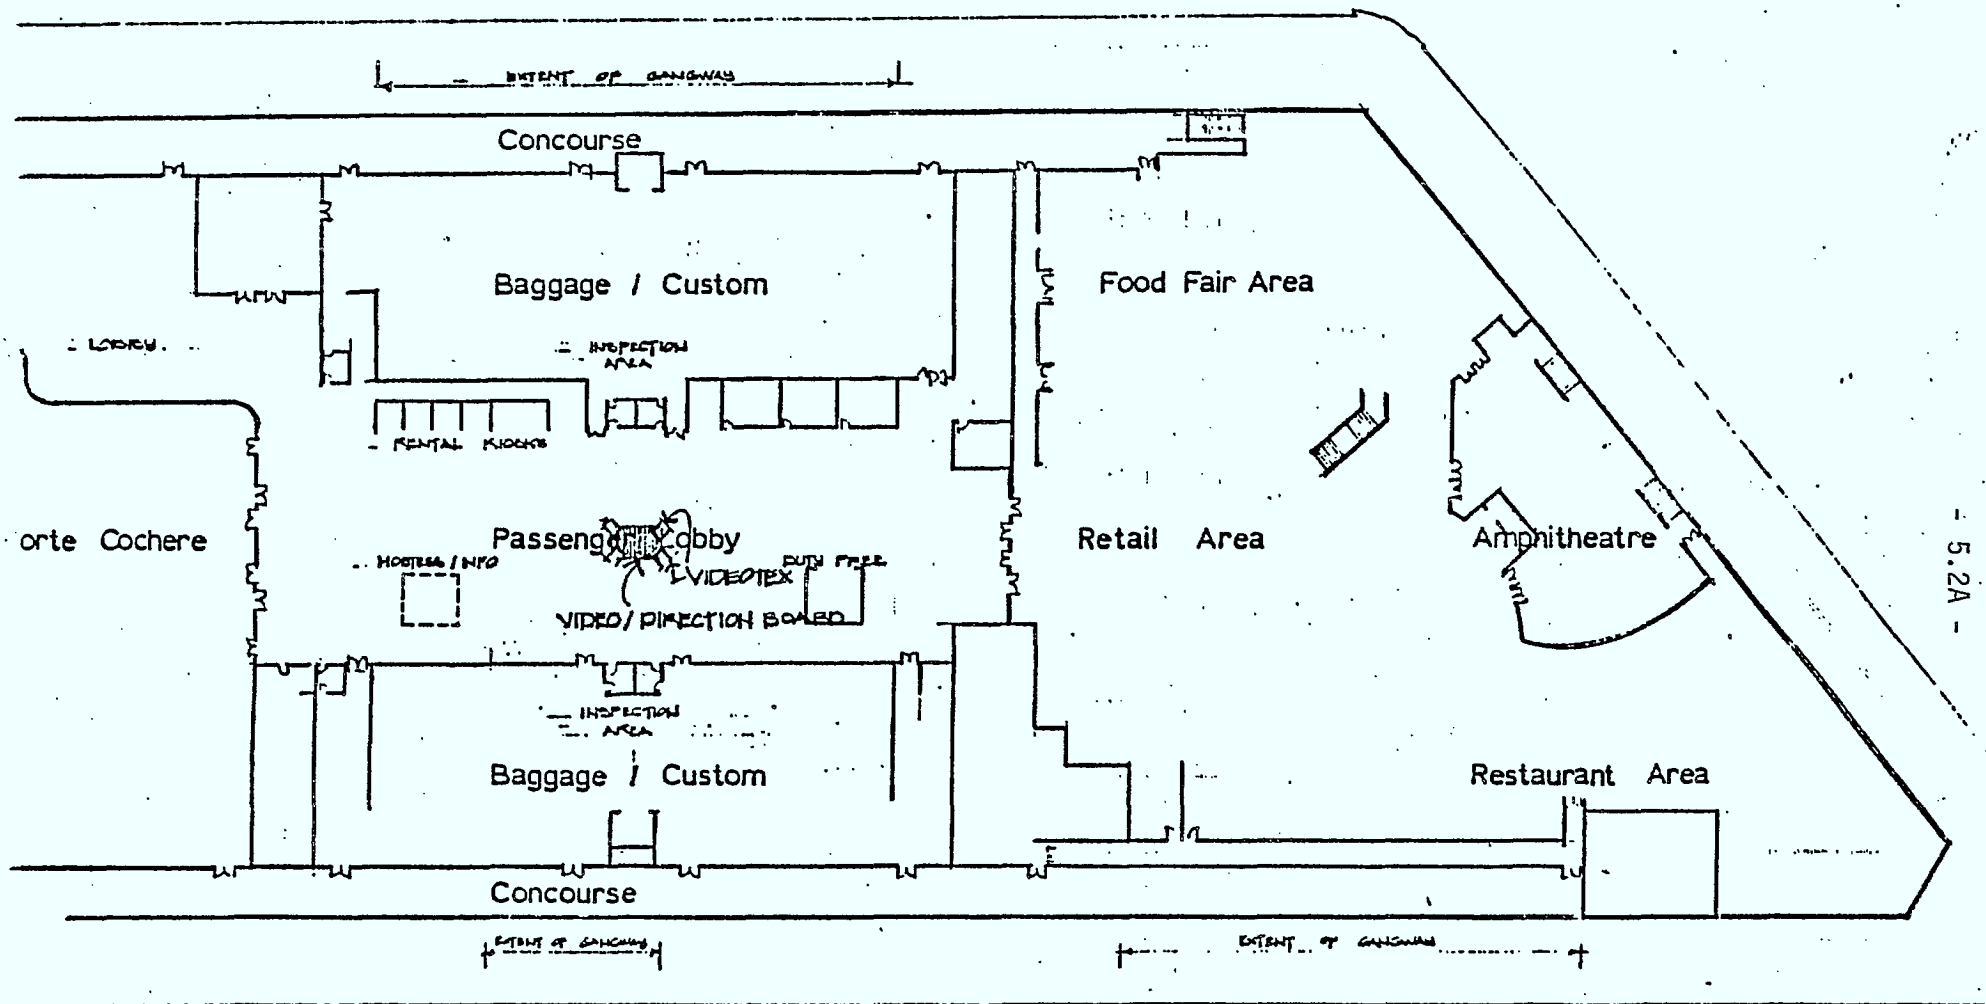 EXTENT OF GANGWAY
Concourse
Baggage / Custom
Food Fair Area
LOBBY
INSPECTION
AREA
RENTAL KIOSKS
orte Cochere
Passeng obby
Retail Area
Amphitheatre
HOSTESS / INFO
VIDEOTEX
DUTY FREE
VIDEO / DIRECTION BOARD
- 5.2A -
INSPECTION
AREA
Baggage / Custom
Restaurant Area
Concourse
EXTENT OF GANGWAY
EXTENT OF GANGWAY